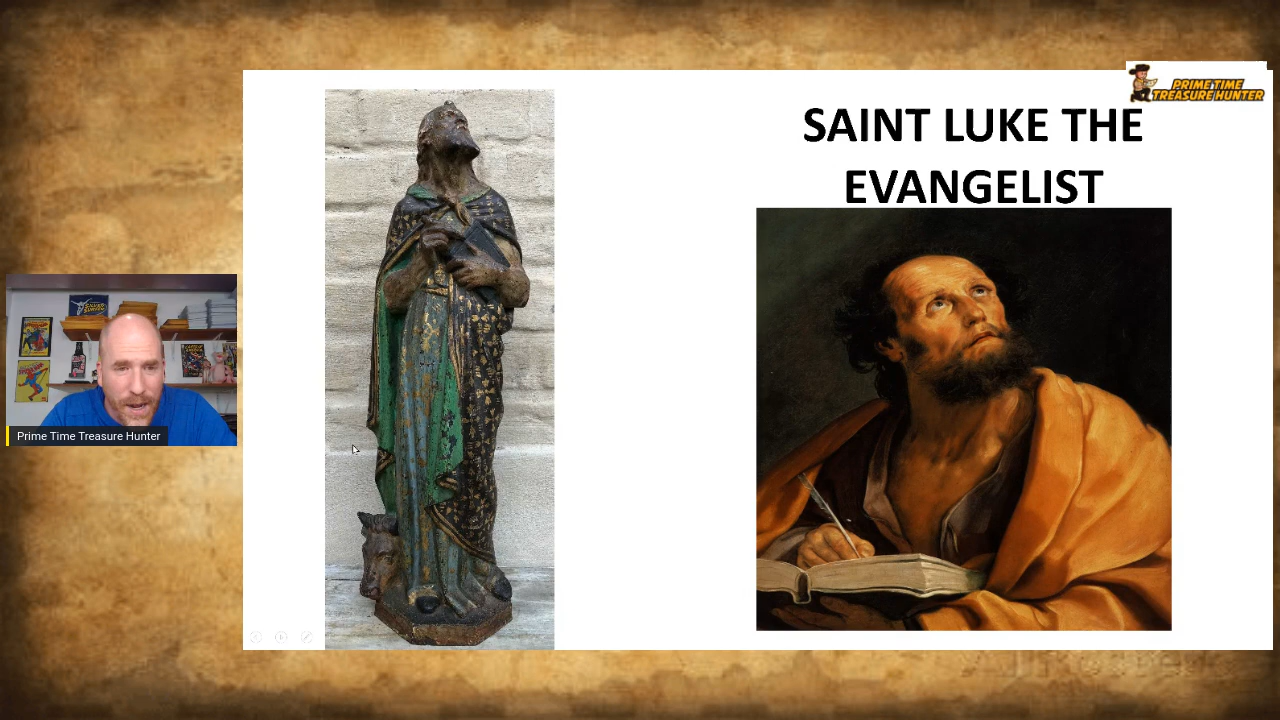 PRIME TIME
TREASURE HUNTER
SAINT LUKE THE
EVANGELIST
Prime Time Treasure Hunter